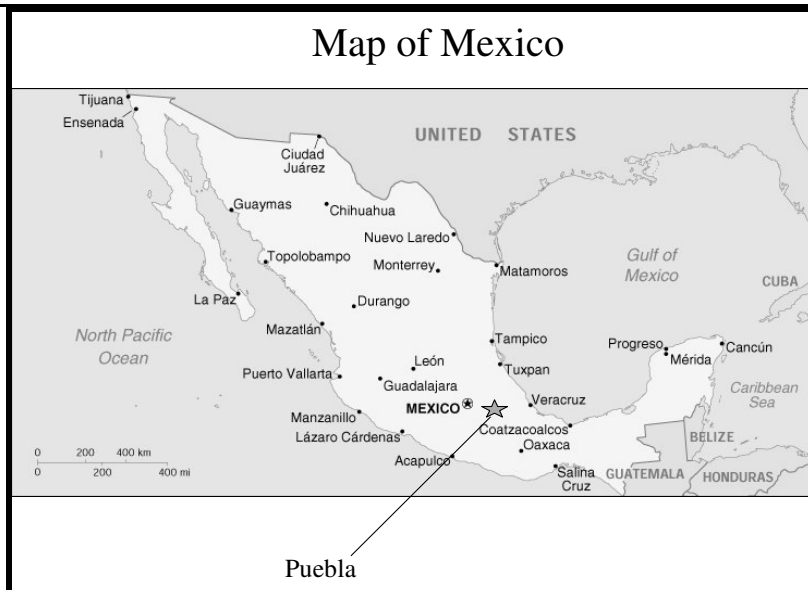 Map of Mexico
Tijuana
Ensenada
Ciudad
Juárez
UNITED STATES
Guaymas
Chihuahua
Nuevo Laredo
Gulf of
Mexico
Topolobampo
Monterrey
Matamoros
CUBA
La Paz
Durango
Mazatlán
North Pacific
Ocean
Tampico
Progreso
Cancún
Mérida
León
Tuxpan
Puerto Vallarta
Guadalajara
Caribbean
Sea
MEXICO
Veracruz
Manzanillo
Coatzacoalcos
Lázaro Cárdenas
Oaxaca
BELIZE
0 200 400 km
0 200 400 mi
Acapulco
Salina
Cruz
GUATEMALA
HONDURAS
Puebla